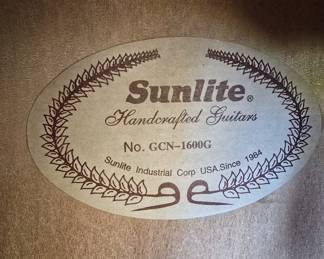 Sunlite®
Handcrafted Guitars
No. GCN-1600G
Sunlite Industrial Corp USA.Since 1984